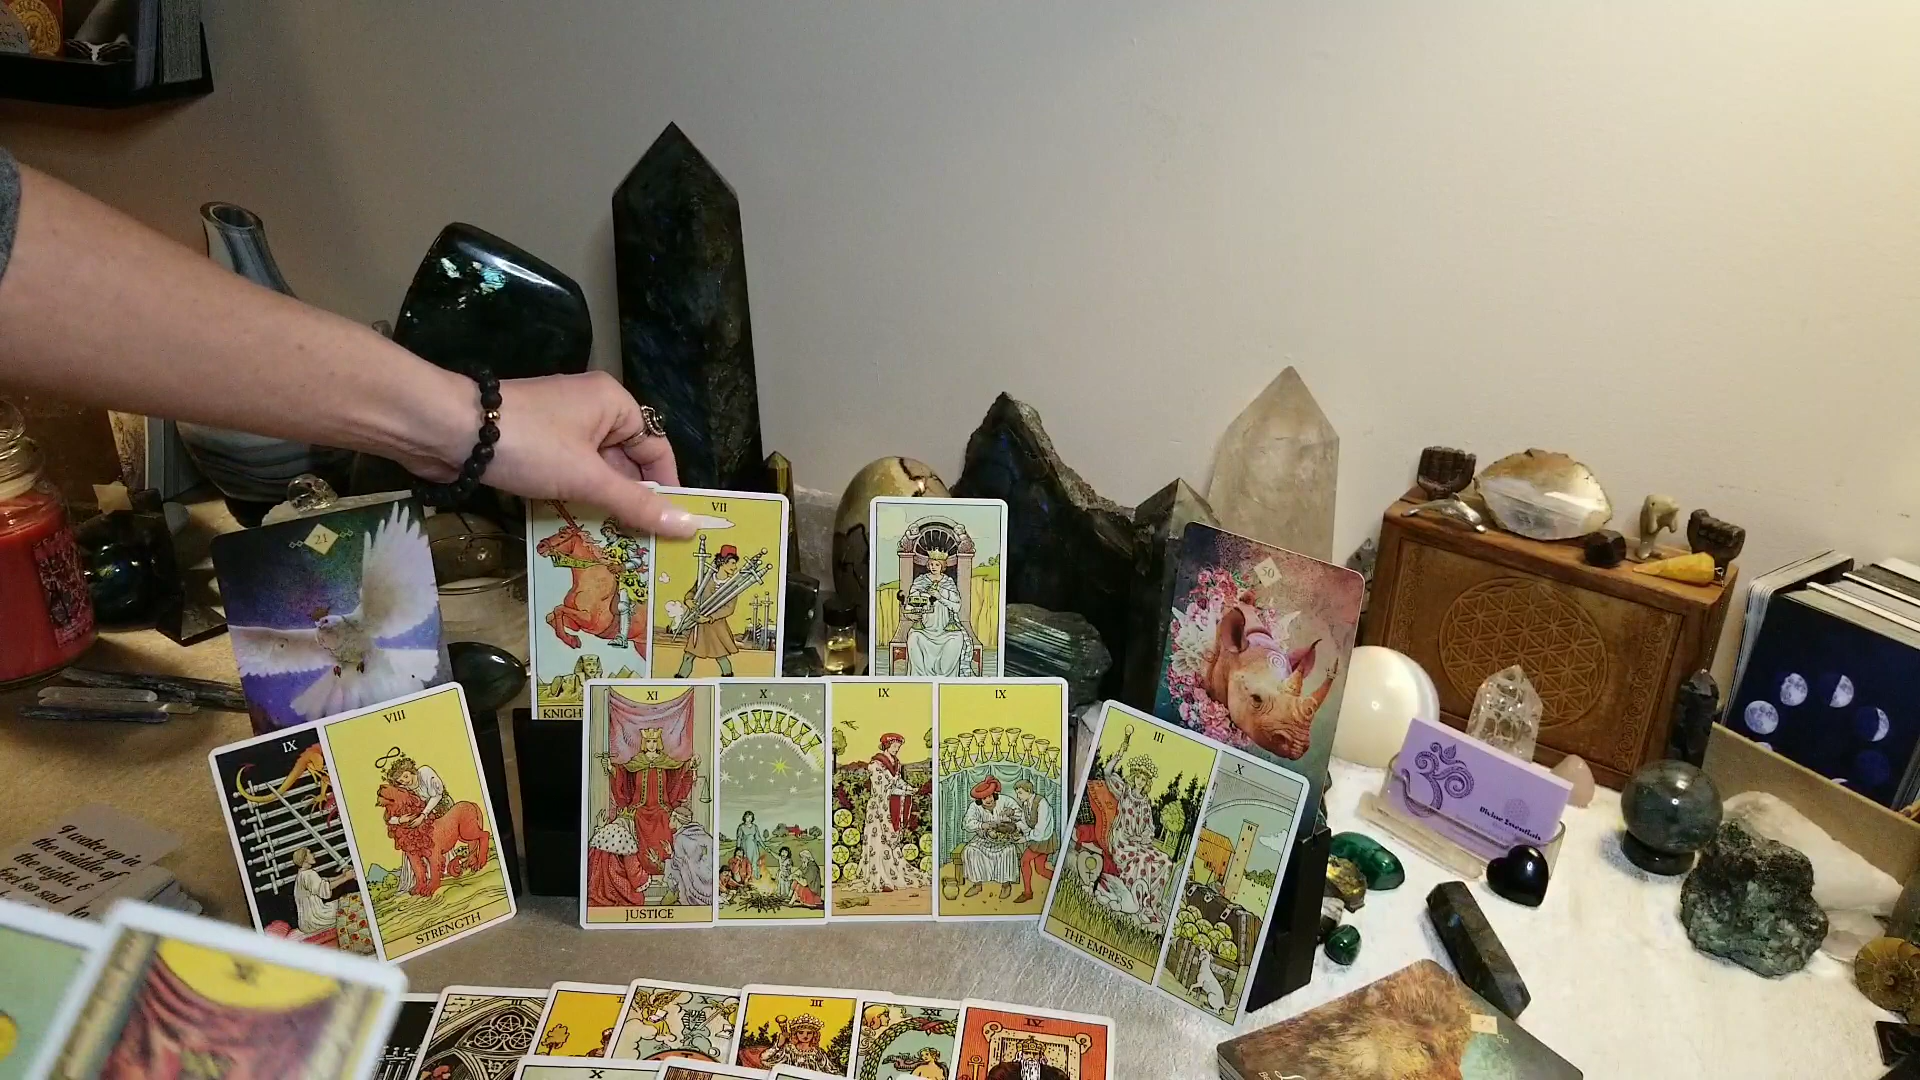 21
VII
50
KNIGH
XI
X
IX
IX
IX
VIII
III
X
JUSTICE
STRENGTH
THE EMPRESS
I wake up in
the middle of
the night, &
feel so sad
Divine Essentials
III
X
III
XXI
IV
X